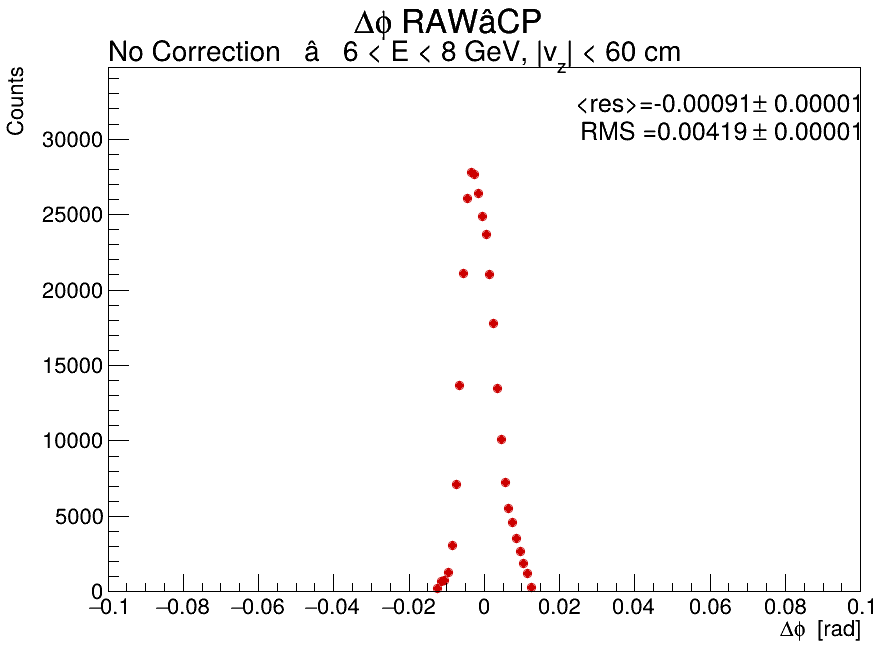 Δϕ RAWâCP
No Correction â 6 < E < 8 GeV, |v_z| < 60 cm
Counts
<res>=-0.00091± 0.00001
RMS =0.00419± 0.00001
30000
25000
20000
15000
10000
5000
0
−0.1 −0.08 −0.06 −0.04 −0.02 0 0.02 0.04 0.06 0.08 0.1
Δϕ [rad]